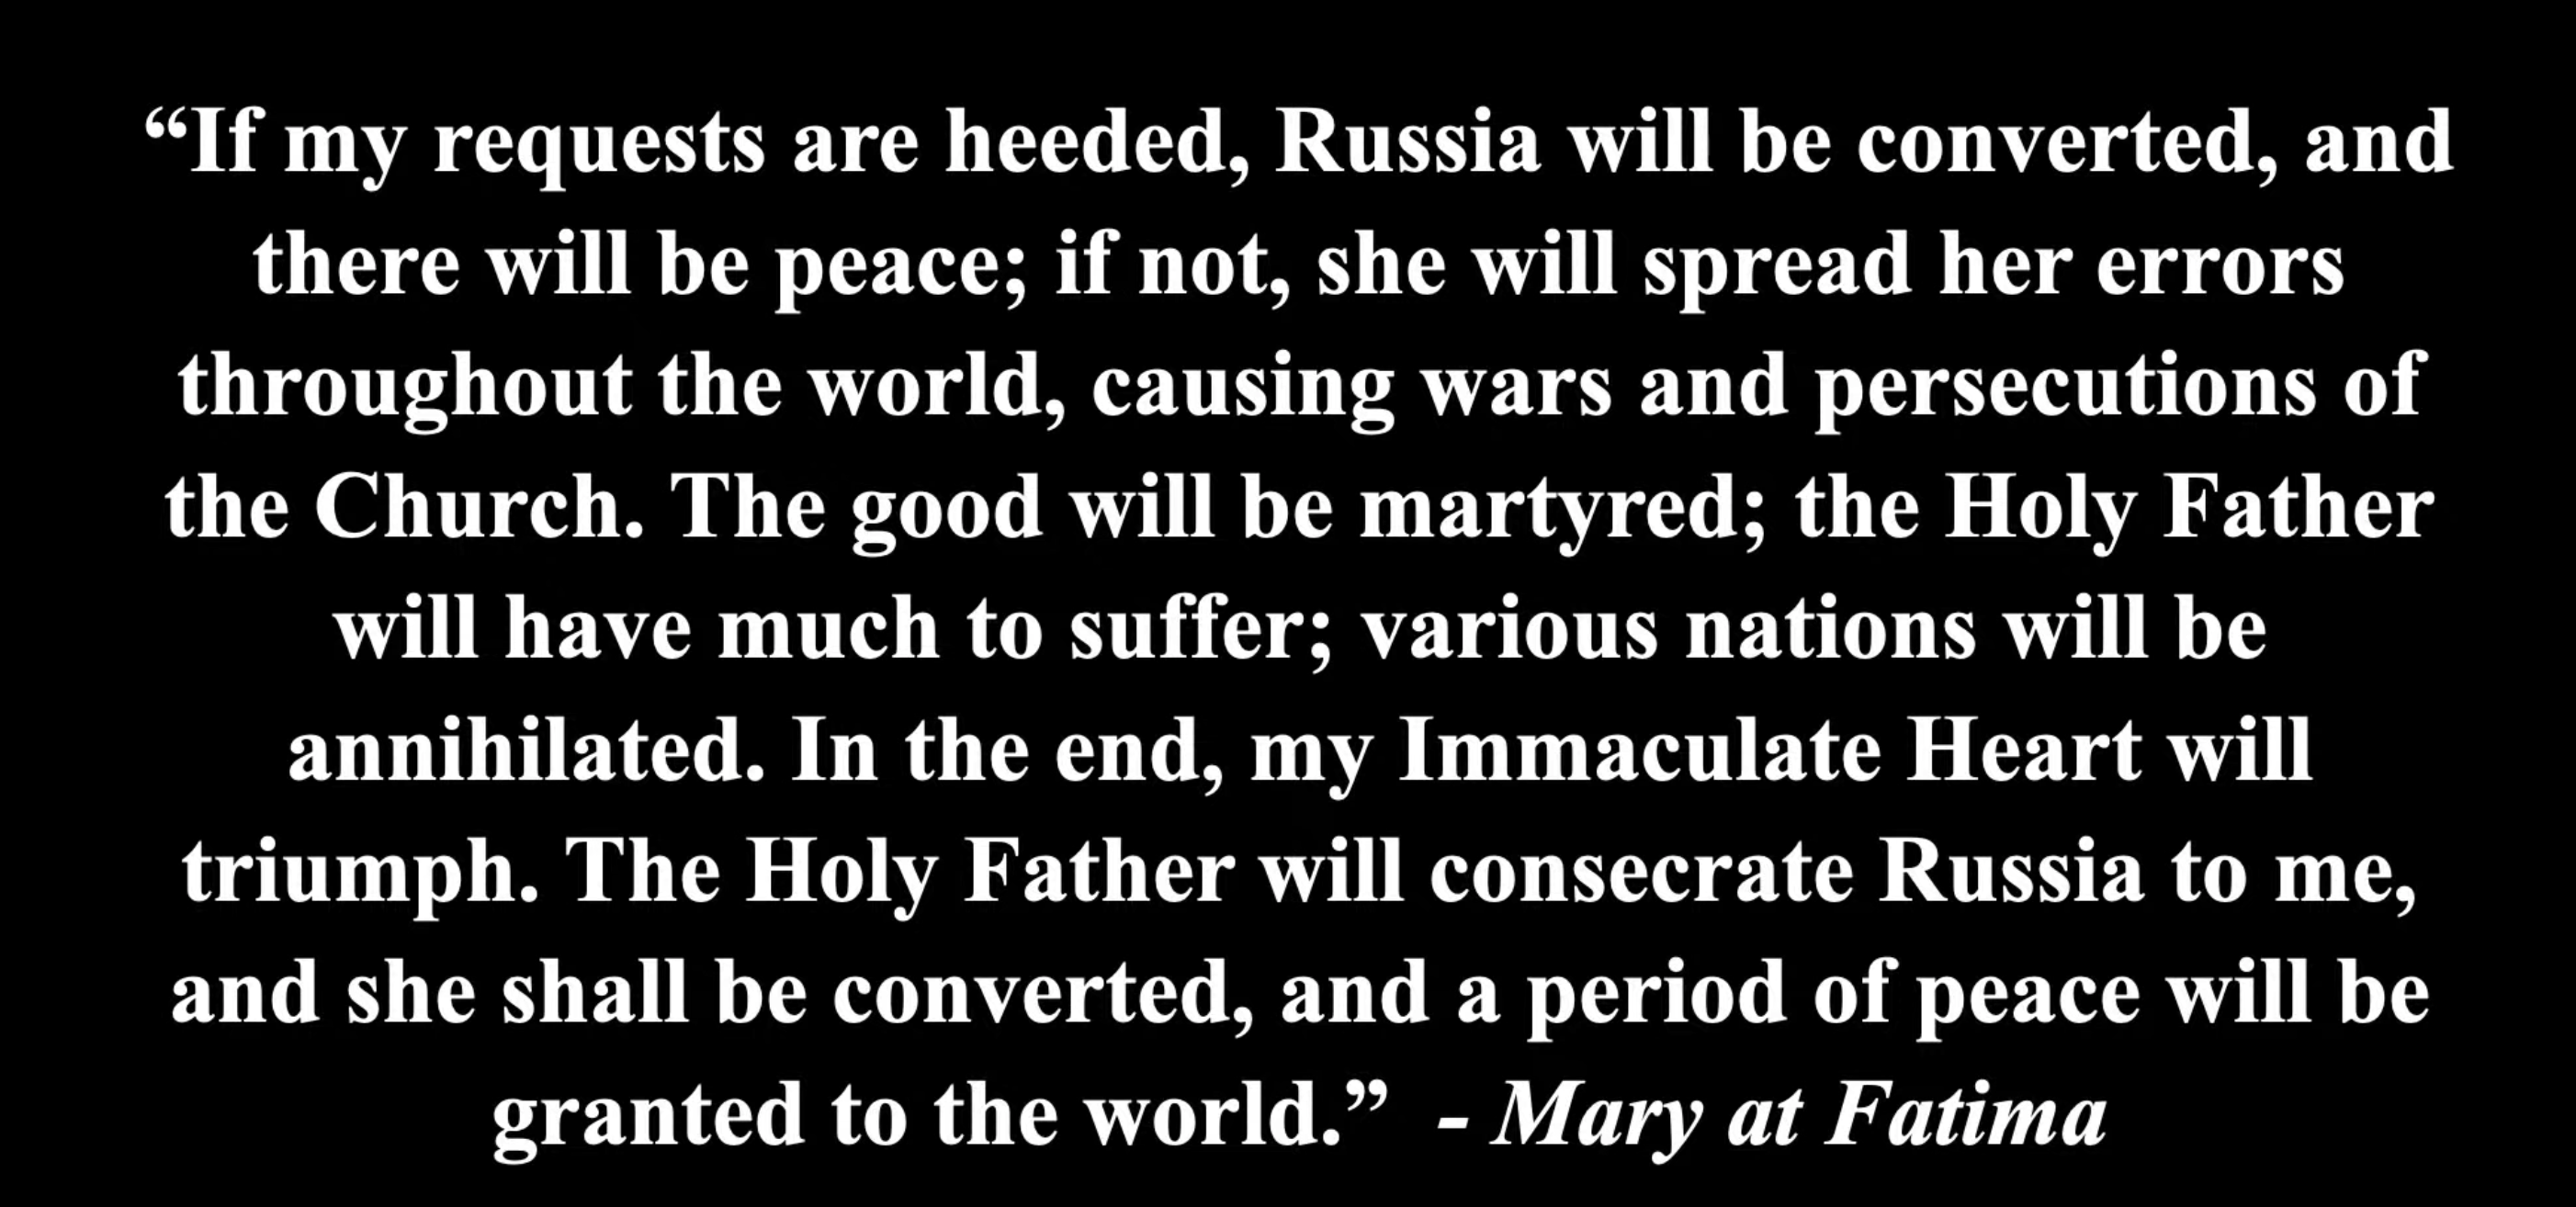 “If my requests are heeded, Russia will be converted, and
there will be peace; if not, she will spread her errors
throughout the world, causing wars and persecutions of
the Church. The good will be martyred; the Holy Father
will have much to suffer; various nations will be
annihilated. In the end, my Immaculate Heart will
triumph. The Holy Father will consecrate Russia to me,
and she shall be converted, and a period of peace will be
granted to the world.”  - Mary at Fatima